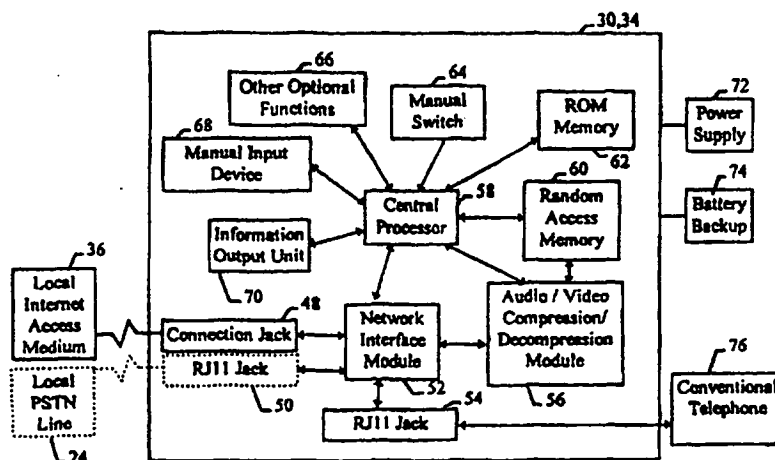 30,34
66
Other Optional
Functions
64
Manual
Switch
ROM
Memory
62
72
Power
Supply
68
Manual Input
Device
58
Central
Processor
60
Random
Access
Memory
74
Battery
Backup
Information
Output Unit
70
36
Local
Internet
Access
Medium
48
Connection Jack
RJ11 Jack
50
Network
Interface
Module
52
Audio / Video
Compression/
Decompression
Module
56
54
RJ11 Jack
76
Conventional
Telephone
Local
PSTN
Line
24